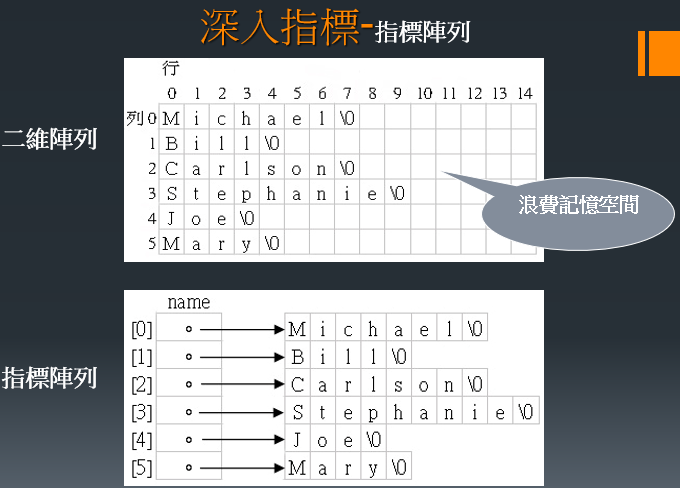 深入指標-指標陣列
行
0 1 2 3 4 5 6 7 8 9 10 11 12 13 14
列 0 M i c h a e l \0
1 B i l l \0
二維陣列
2 C a r l s o n \0
3 S t e p h a n i e \0
浪費記憶空間
4 J o e \0
5 M a r y \0
name
[0] M i c h a e l \0
[1] B i l l \0
指標陣列
[2] C a r l s o n \0
[3] S t e p h a n i e \0
[4] J o e \0
[5] M a r y \0